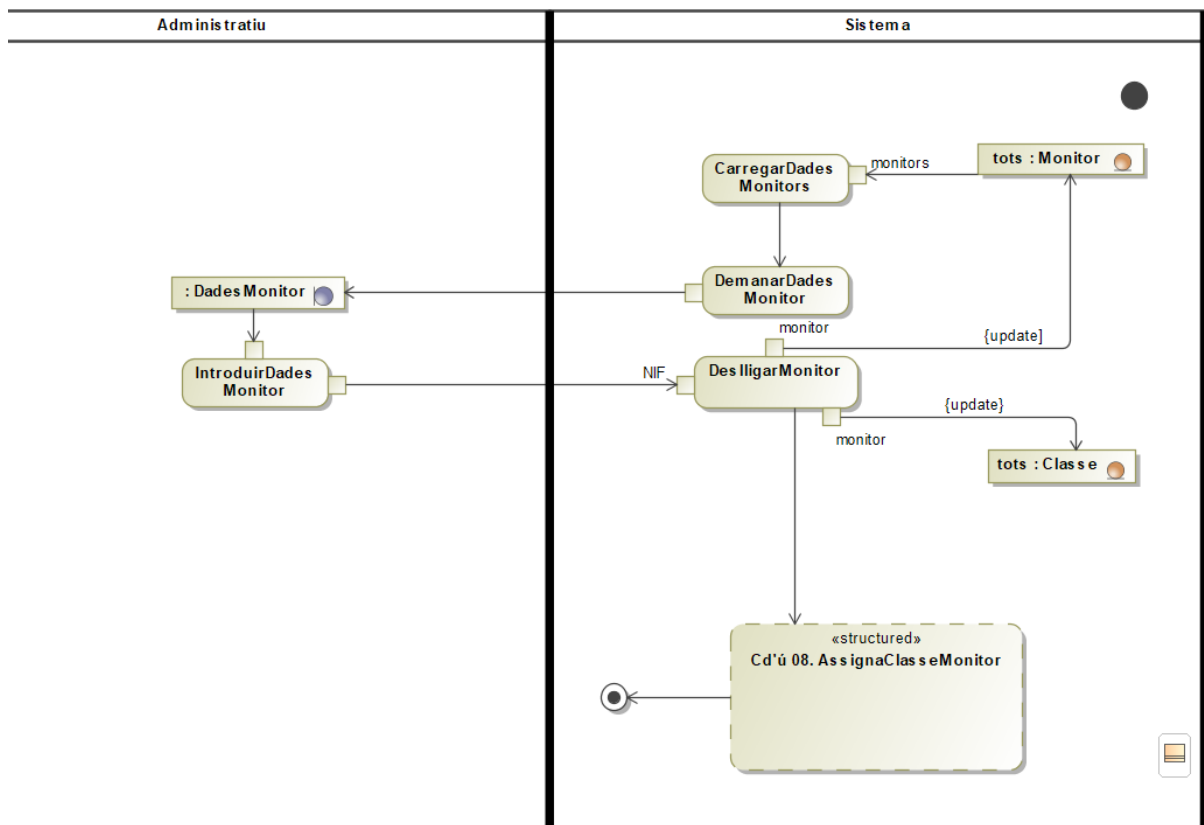 Administratiu
Sistema
monitors
tots : Monitor
CarregarDades
Monitors
: DadesMonitor
DemanarDades
Monitor
monitor
{update]
IntroduirDades
Monitor
NIF
DeslligarMonitor
{update}
monitor
tots : Classe
«structured»
Cd'ú 08. AssignaClasseMonitor